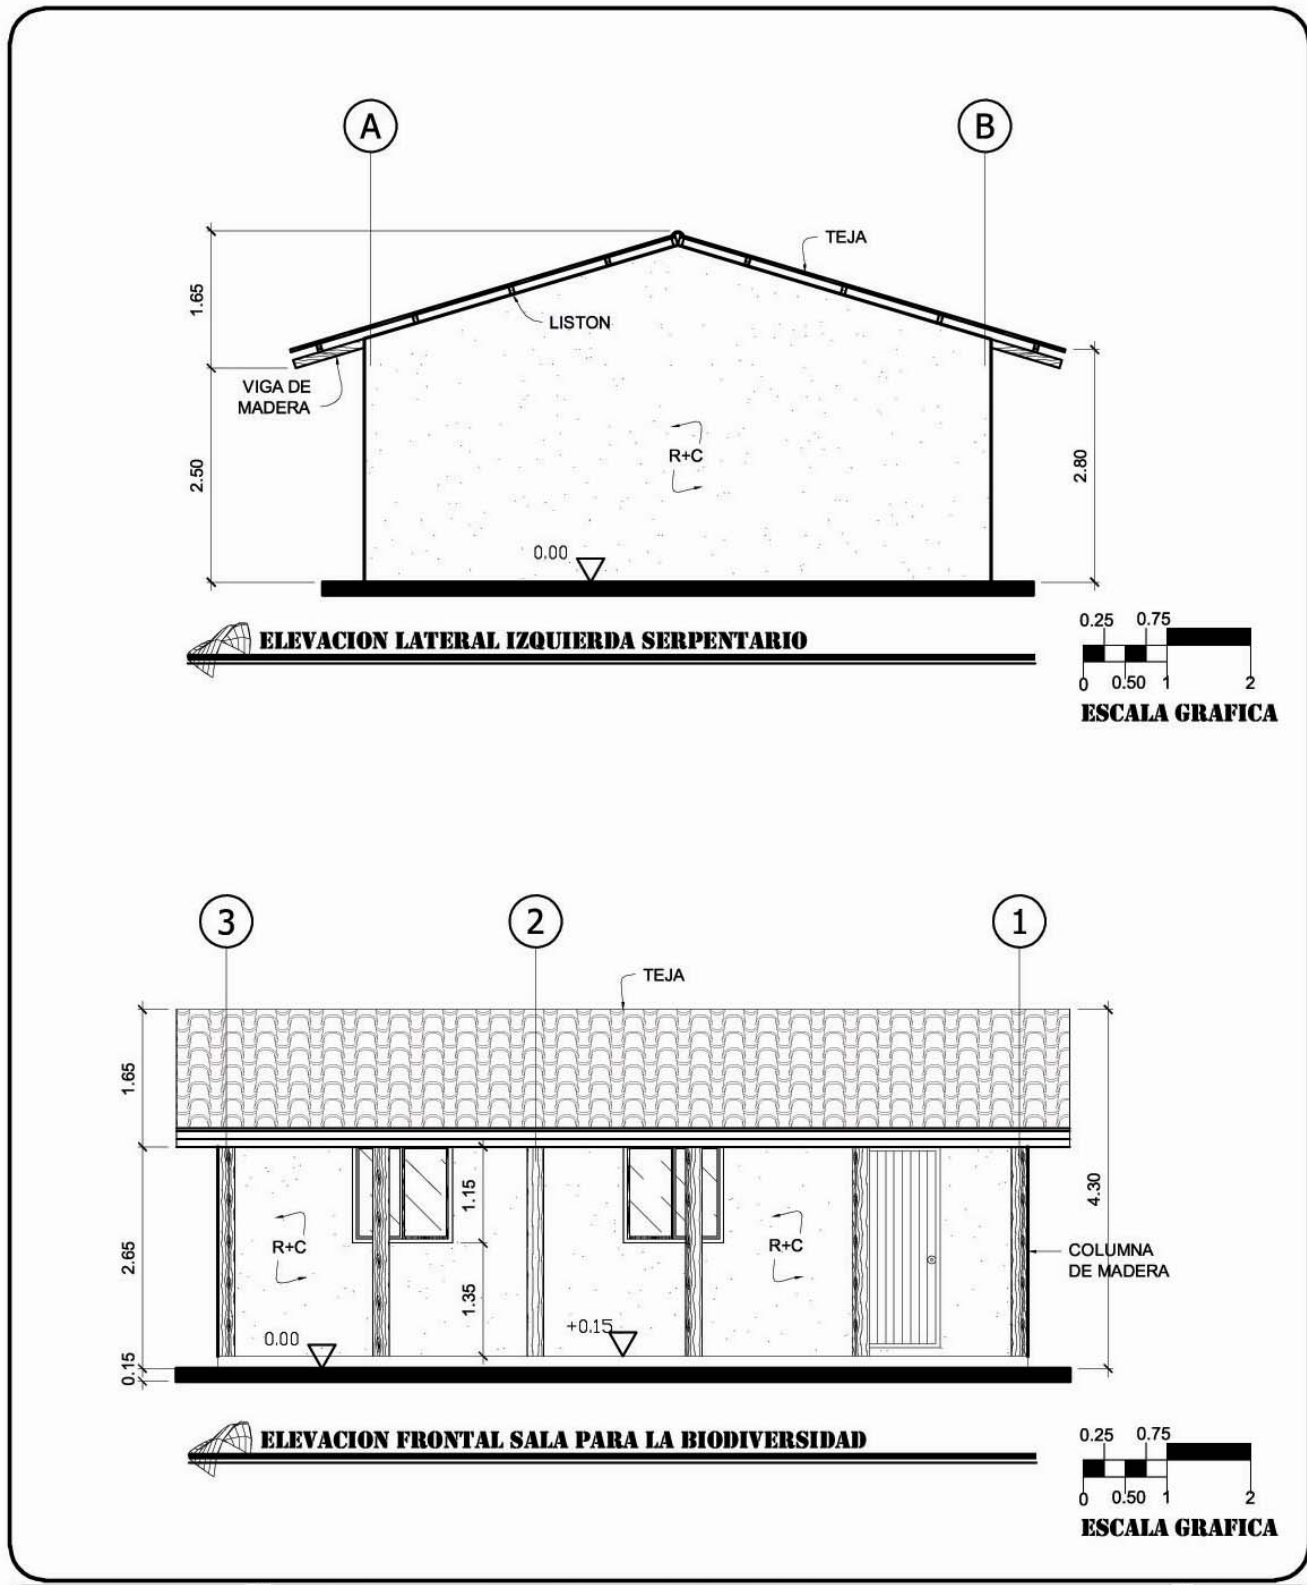 A
B
TEJA
1.65
LISTON
VIGA DE
MADERA
R+C
2.50
2.80
0.00
ELEVACION LATERAL IZQUIERDA SERPENTARIO
0.25 0.75
0 0.50 1 2
ESCALA GRAFICA
3
2
1
TEJA
1.65
1.15
4.30
R+C
R+C
COLUMNA
DE MADERA
2.65
1.35
0.00
+0.15
0.15
ELEVACION FRONTAL SALA PARA LA BIODIVERSIDAD
0.25 0.75
0 0.50 1 2
ESCALA GRAFICA